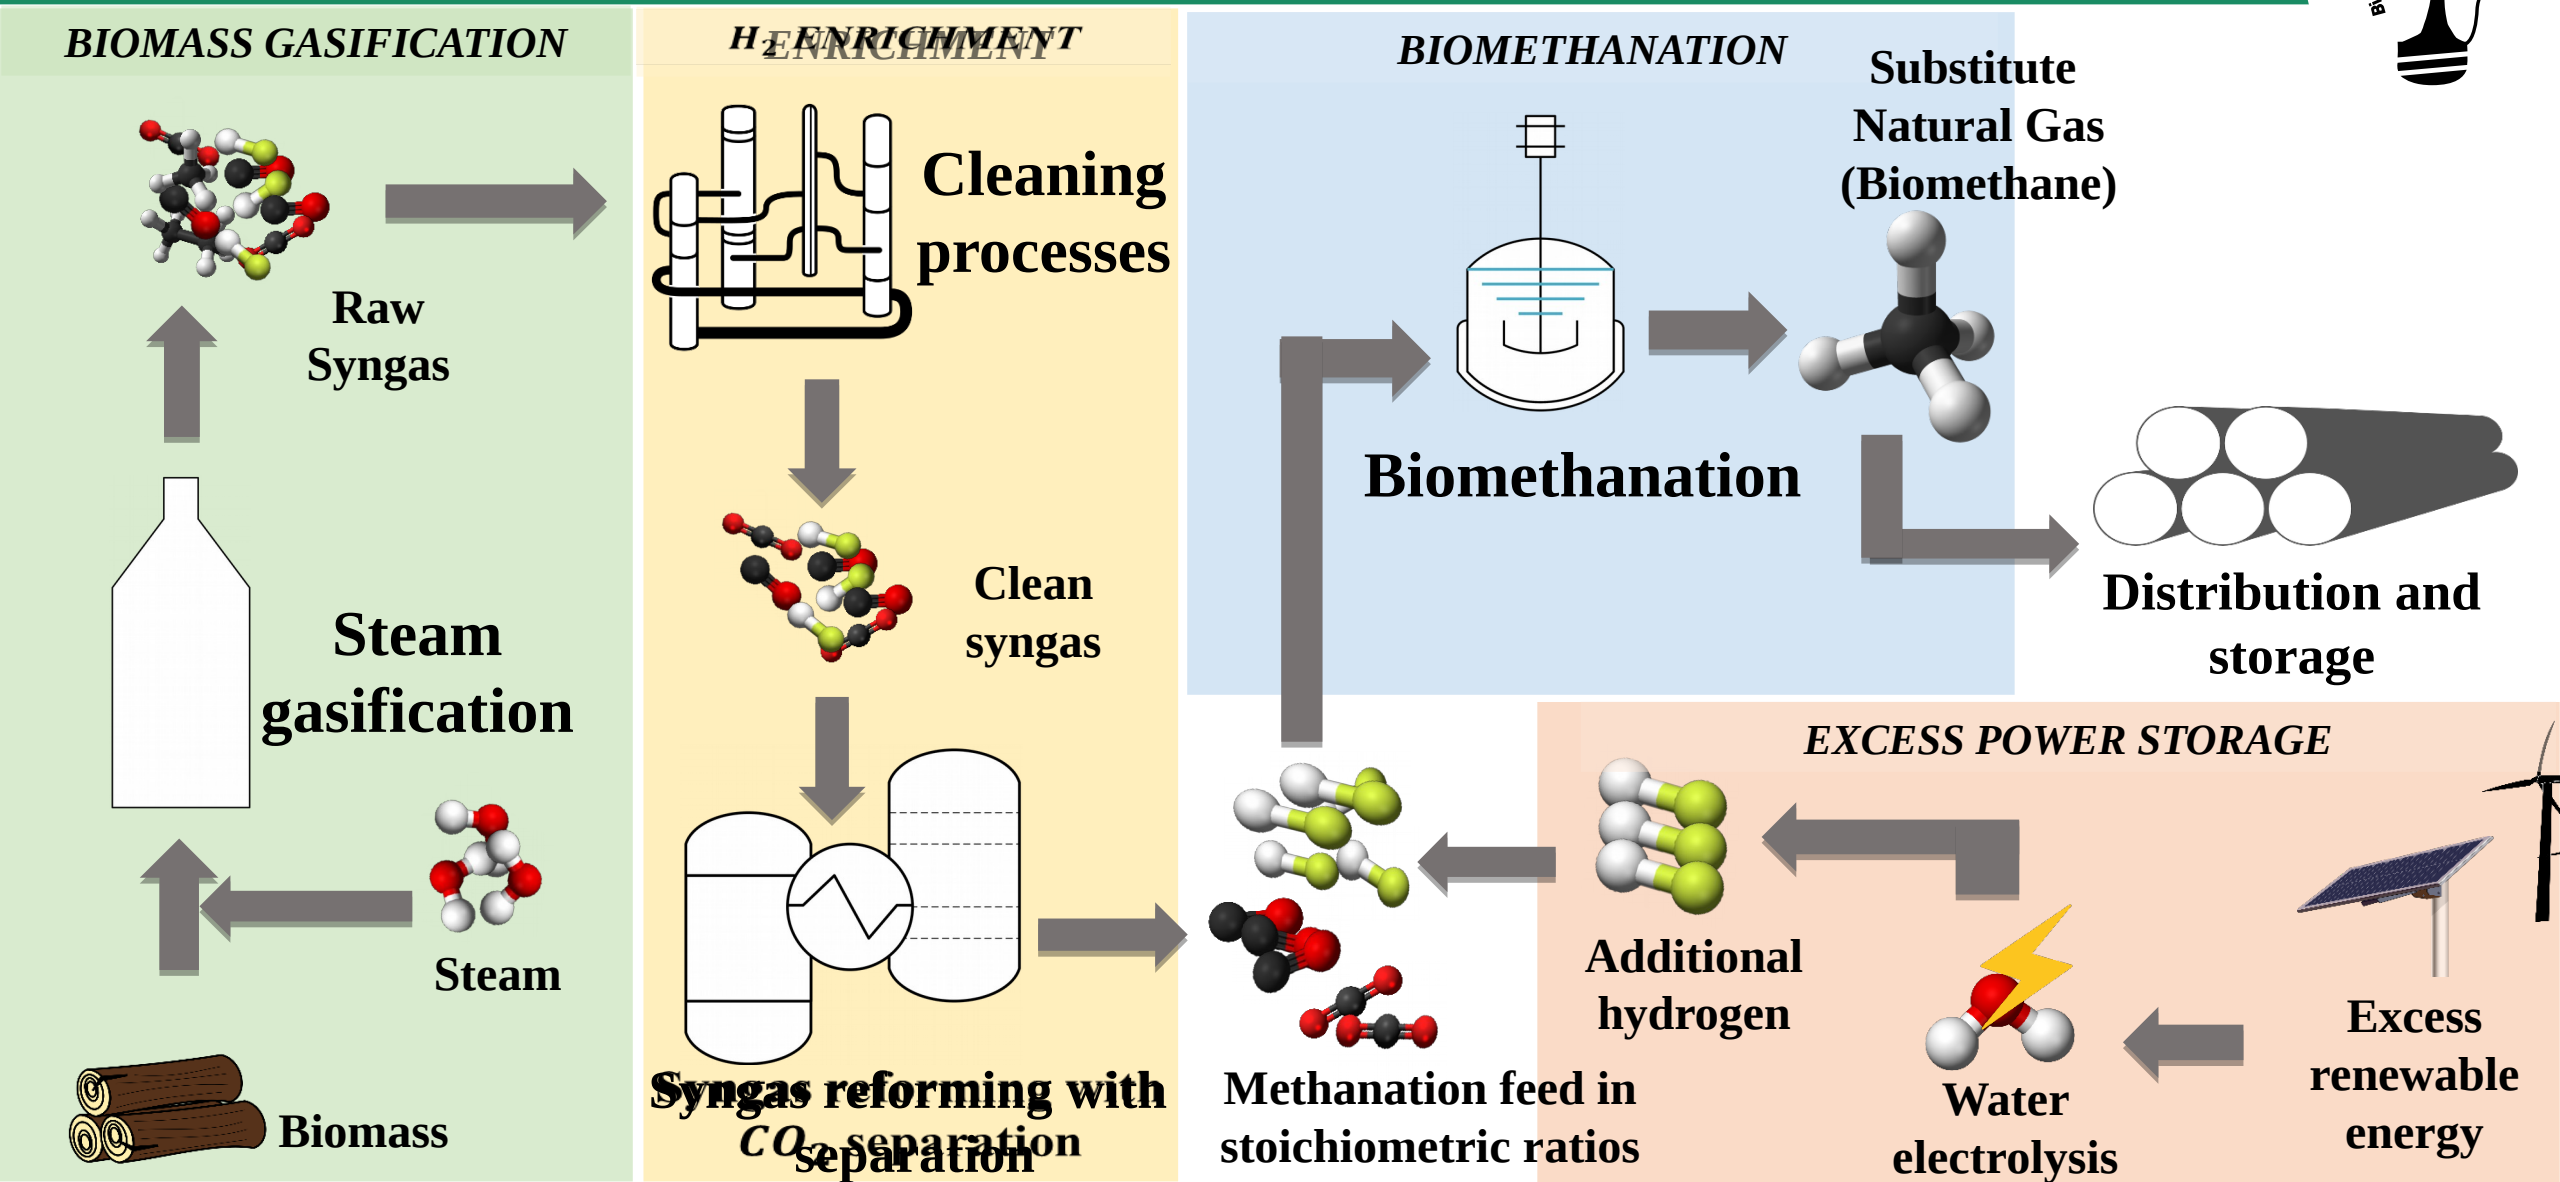 BIOMASS GASIFICATION
H₂ ENRICHMENT
BIOMETHANATION
Substitute
Natural Gas
(Biomethane)
Cleaning
processes
Raw
Syngas
Biomethanation
Clean
syngas
Distribution and
storage
Steam
gasification
EXCESS POWER STORAGE
Steam
Additional
hydrogen
Excess
renewable
energy
Syngas reforming with
CO₂ separation
Methanation feed in
stoichiometric ratios
Water
electrolysis
Biomass